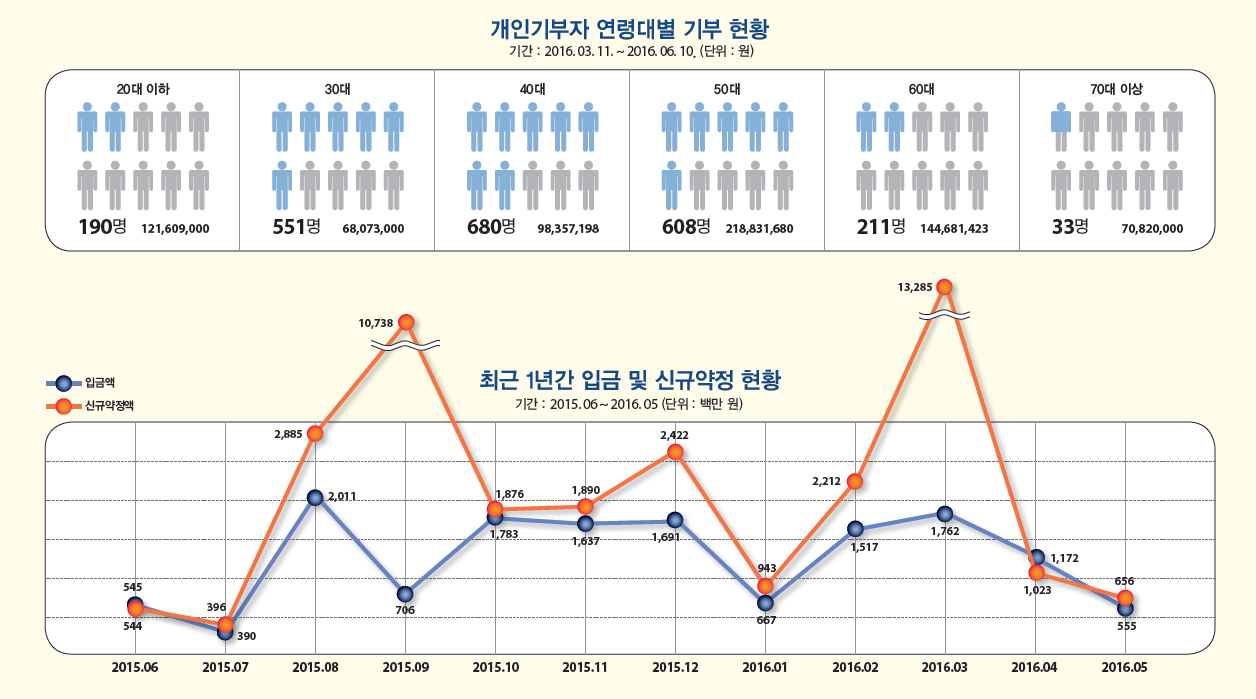 개인기부자 연령대별 기부 현황
기간 : 2016. 03. 11. ~ 2016. 06. 10. (단위 : 원)
20대 이하 30대 40대 50대 60대 70대 이상
190명 121,609,000 551명 68,073,000 680명 98,357,198 608명 218,831,680 211명 144,681,423 33명 70,820,000
13,285
10,738
최근 1년간 입금 및 신규약정 현황
기간 : 2015. 06 ~ 2016. 05 (단위 : 백만 원)
입금액
신규약정액
2,885
2,422
2,212
2,011
1,876
1,890
1,783
1,637
1,691
1,517
1,762
1,172
943
1,023
656
545
396
706
667
544
390
555
2015.06 2015.07 2015.08 2015.09 2015.10 2015.11 2015.12 2016.01 2016.02 2016.03 2016.04 2016.05